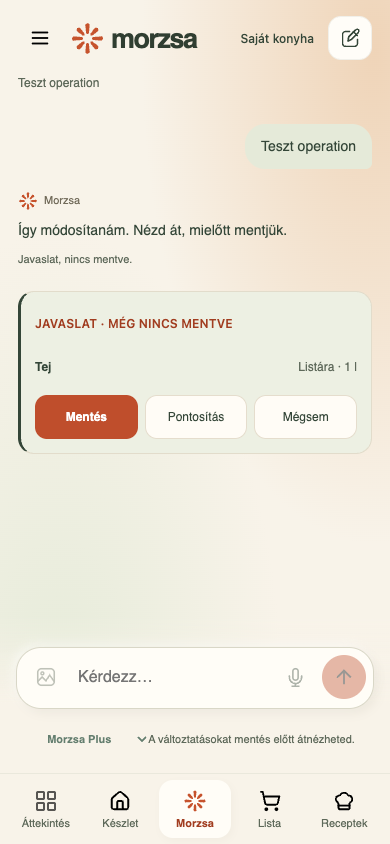 morzsa
Saját konyha
Teszt operation
Teszt operation
Morzsa
Így módosítanám. Nézd át, mielőtt mentjük.
Javaslat, nincs mentve.
JAVASLAT · MÉG NINCS MENTVE
Tej Listára · 1 l
Mentés Pontosítás Mégsem
Kérdezz…
Morzsa Plus A változtatásokat mentés előtt átnézheted.
Áttekintés Készlet Morzsa Lista Receptek